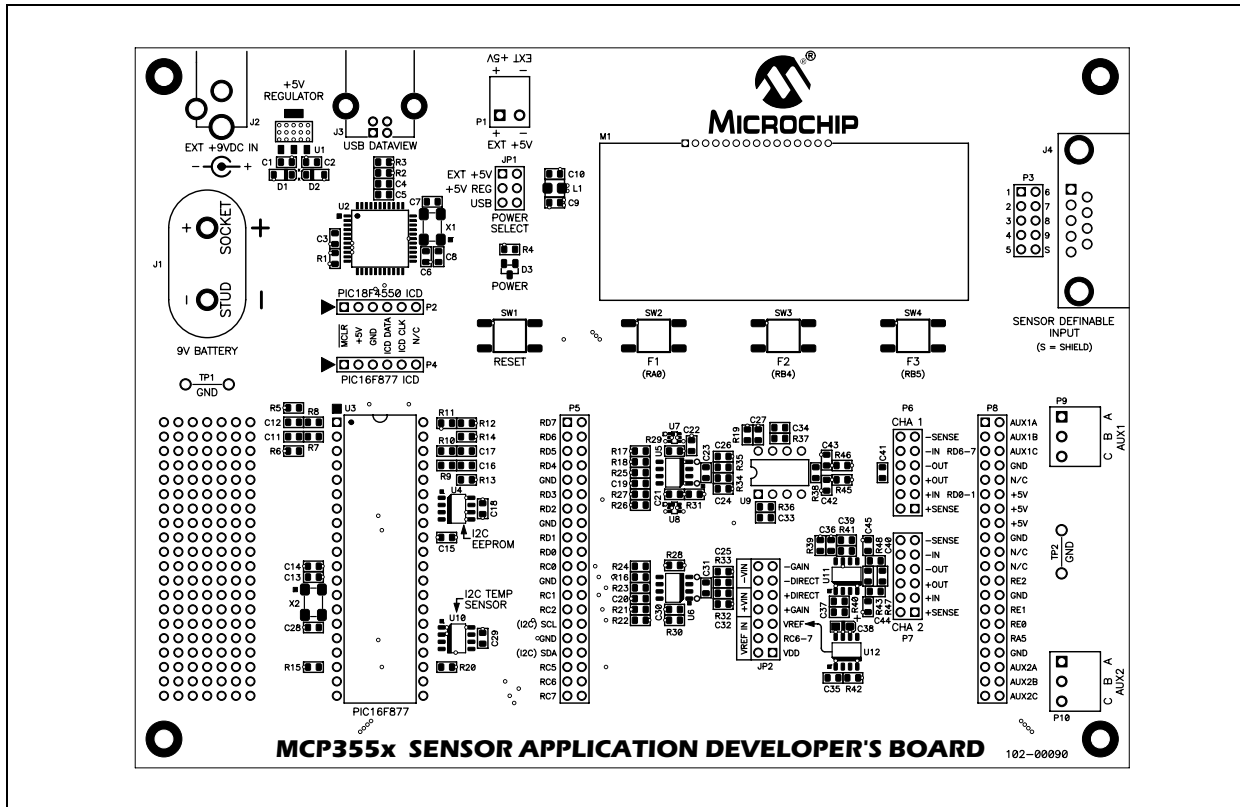 +5V
REGULATOR
J2
EXT +9VDC IN
- +
C1
U1
C2
D1
D2
J3
USB DATAVIEW
R3
R2
C4
C5
EXT +5V
+ -
P1
+ -
EXT +5V
JP1
EXT +5V
+5V REG
USB
POWER
SELECT
C10
L1
C9
R4
D3
POWER
MICROCHIP
®
M1
J4
P3
1 6
2 7
3 8
4 9
5 S
SENSOR DEFINABLE
INPUT
(S = SHIELD)
J1
+ SOCKET +
- STUD -
9V BATTERY
TP1
GND
U2
C3
R1
C7
X1
C6
C8
PIC18F4550 ICD
P2
MCLR
+5V
GND
ICD DATA
ICD CLK
N/C
P4
PIC16F877 ICD
SW1
RESET
SW2
F1
(RA0)
SW3
F2
(RB4)
SW4
F3
(RB5)
R5
C12
R8
C11
R7
R6
U3
C14
C13
X2
C28
R15
PIC16F877
R11
R12
R14
R10
C17
C16
R9
R13
U4
C18
I2C
EEPROM
C15
I2C TEMP
SENSOR
U10
C29
R20
P5
RD7
RD6
RD5
RD4
GND
RD3
RD2
GND
RD1
RD0
RC0
GND
RC1
RC2
(I2C) SCL
GND
(I2C) SDA
RC5
RC6
RC7
U7
R29
C22
U5
R17
R18
R25
C19
R27
R26
C21
R31
U8
C23
C26
R35
R34
C24
R19
C27
C34
R37
U9
R38
C43
R46
R45
C42
R36
C33
C41
R28
R24
R16
R23
C20
R21
R22
C30
R30
U6
C31
C25
R33
R32
C32
-VIN
+VIN
VREF IN
-GAIN
-DIRECT
+DIRECT
+GAIN
VREF
RC6-7
VDD
JP2
R39
C36
C39
R41
C45
R48
C40
U11
C37
R40
+
C38
R43
C44
R47
U12
C35
R42
P6
CHA 1
-SENSE
-IN RD6-7
-OUT
+OUT
+IN RD0-1
+SENSE
-SENSE
-IN
-OUT
+OUT
+IN
+SENSE
CHA 2
P7
P8
AUX1A
AUX1B
AUX1C
GND
N/C
+5V
+5V
GND
N/C
N/C
RE2
GND
RE1
RE0
RA5
GND
AUX2A
AUX2B
AUX2C
P9
A
B
C
AUX1
TP2
GND
A
B
C
AUX2
P10
MCP355x SENSOR APPLICATION DEVELOPER'S BOARD
102-00090